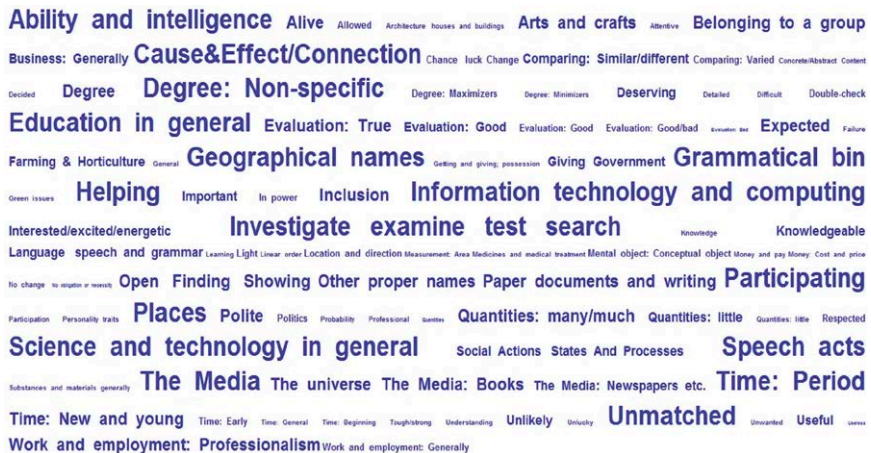 Ability and intelligence Alive Allowed Architecture houses and buildings Arts and crafts Attentive Belonging to a group
Business: Generally Cause&Effect/Connection Chance luck Change Comparing: Similar/different Comparing: Varied Concrete/Abstract Content
Decided Degree Degree: Non-specific Degree: Maximizers Degree: Minimizers Deserving Detailed Difficult Double-check
Education in general Evaluation: True Evaluation: Good Evaluation: Good Evaluation: Good/bad Evaluation: Bad Expected Failure
Farming & Horticulture General Geographical names Getting and giving; possession Giving Government Grammatical bin
Green issues Helping Important In power Inclusion Information technology and computing
Interested/excited/energetic Investigate examine test search Knowledge Knowledgeable
Language speech and grammar Learning Light Linear order Location and direction Measurement: Area Medicines and medical treatment Mental object: Conceptual object Money and pay Money: Cost and price
No change No obligation or necessity Open Finding Showing Other proper names Paper documents and writing Participating
Participation Personality traits Places Polite Politics Probability Professional Quantities Quantities: many/much Quantities: little Quantities: little Respected
Science and technology in general Social Actions States And Processes Speech acts
Substances and materials generally The Media The universe The Media: Books The Media: Newspapers etc. Time: Period
Time: New and young Time: Early Time: General Time: Beginning Tough/strong Understanding Unlikely Unlucky Unmatched Unwanted Useful Useless
Work and employment: Professionalism Work and employment: Generally